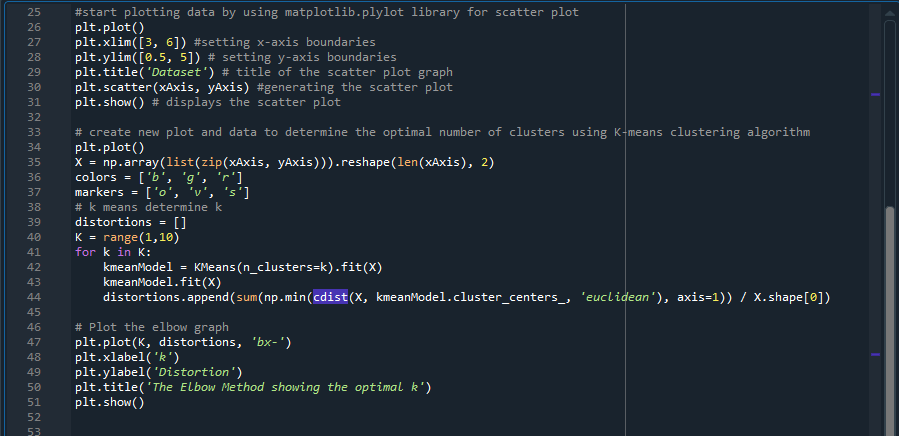 25 #start plotting data by using matplotlib.plylot library for scatter plot
26 plt.plot()
27 plt.xlim([3, 6]) #setting x-axis boundaries
28 plt.ylim([0.5, 5]) # setting y-axis boundaries
29 plt.title('Dataset') # title of the scatter plot graph
30 plt.scatter(xAxis, yAxis) #generating the scatter plot
31 plt.show() # displays the scatter plot
32
33 # create new plot and data to determine the optimal number of clusters using K-means clustering algorithm
34 plt.plot()
35 X = np.array(list(zip(xAxis, yAxis))).reshape(len(xAxis), 2)
36 colors = ['b', 'g', 'r']
37 markers = ['o', 'v', 's']
38 # k means determine k
39 distortions = []
40 K = range(1,10)
41 for k in K:
42     kmeanModel = KMeans(n_clusters=k).fit(X)
43     kmeanModel.fit(X)
44     distortions.append(sum(np.min(cdist(X, kmeanModel.cluster_centers_, 'euclidean'), axis=1)) / X.shape[0])
45
46 # Plot the elbow graph
47 plt.plot(K, distortions, 'bx-')
48 plt.xlabel('k')
49 plt.ylabel('Distortion')
50 plt.title('The Elbow Method showing the optimal k')
51 plt.show()
52
53